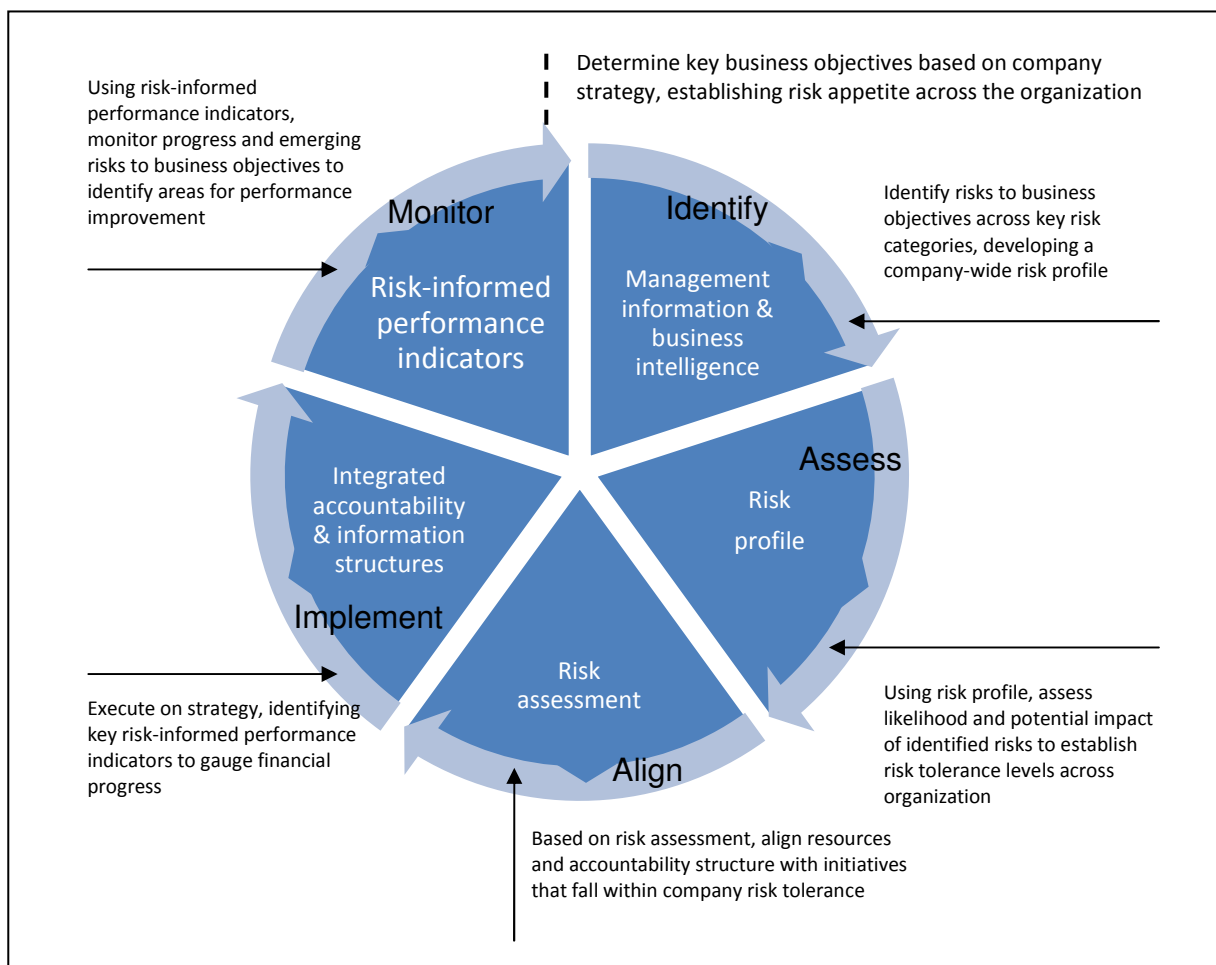 Determine key business objectives based on company
strategy, establishing risk appetite across the organization
Using risk-informed
performance indicators,
monitor progress and emerging
risks to business objectives to
identify areas for performance
improvement
Monitor
Risk-informed
performance
indicators
Identify
Management
information &
business
intelligence
Identify risks to business
objectives across key risk
categories, developing a
company-wide risk profile
Assess
Risk
profile
Using risk profile, assess
likelihood and potential impact
of identified risks to establish
risk tolerance levels across
organization
Risk
assessment
Align
Based on risk assessment, align resources
and accountability structure with initiatives
that fall within company risk tolerance
Integrated
accountability
& information
structures
Implement
Execute on strategy, identifying
key risk-informed performance
indicators to gauge financial
progress